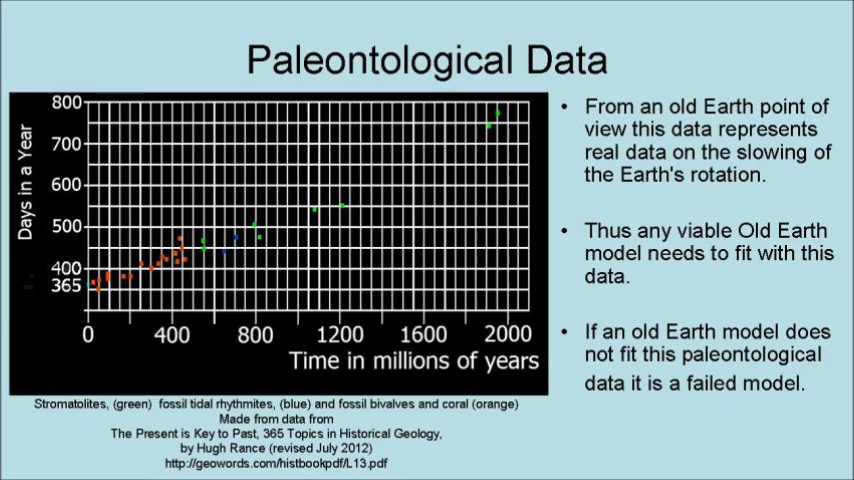 Paleontological Data
800
700
600
500
400
365
Days in a Year
0
400
800
1200
1600
2000
Time in millions of years
Stromatolites, (green) fossil tidal rhythmites, (blue) and fossil bivalves and coral (orange)
Made from data from
The Present is Key to Past, 365 Topics in Historical Geology,
by Hugh Rance (revised July 2012)
http://geowords.com/histbookpdf/L13.pdf
• From an old Earth point of
view this data represents
real data on the slowing of
the Earth's rotation.
• Thus any viable Old Earth
model needs to fit with this
data.
• If an old Earth model does
not fit this paleontological
data it is a failed model.